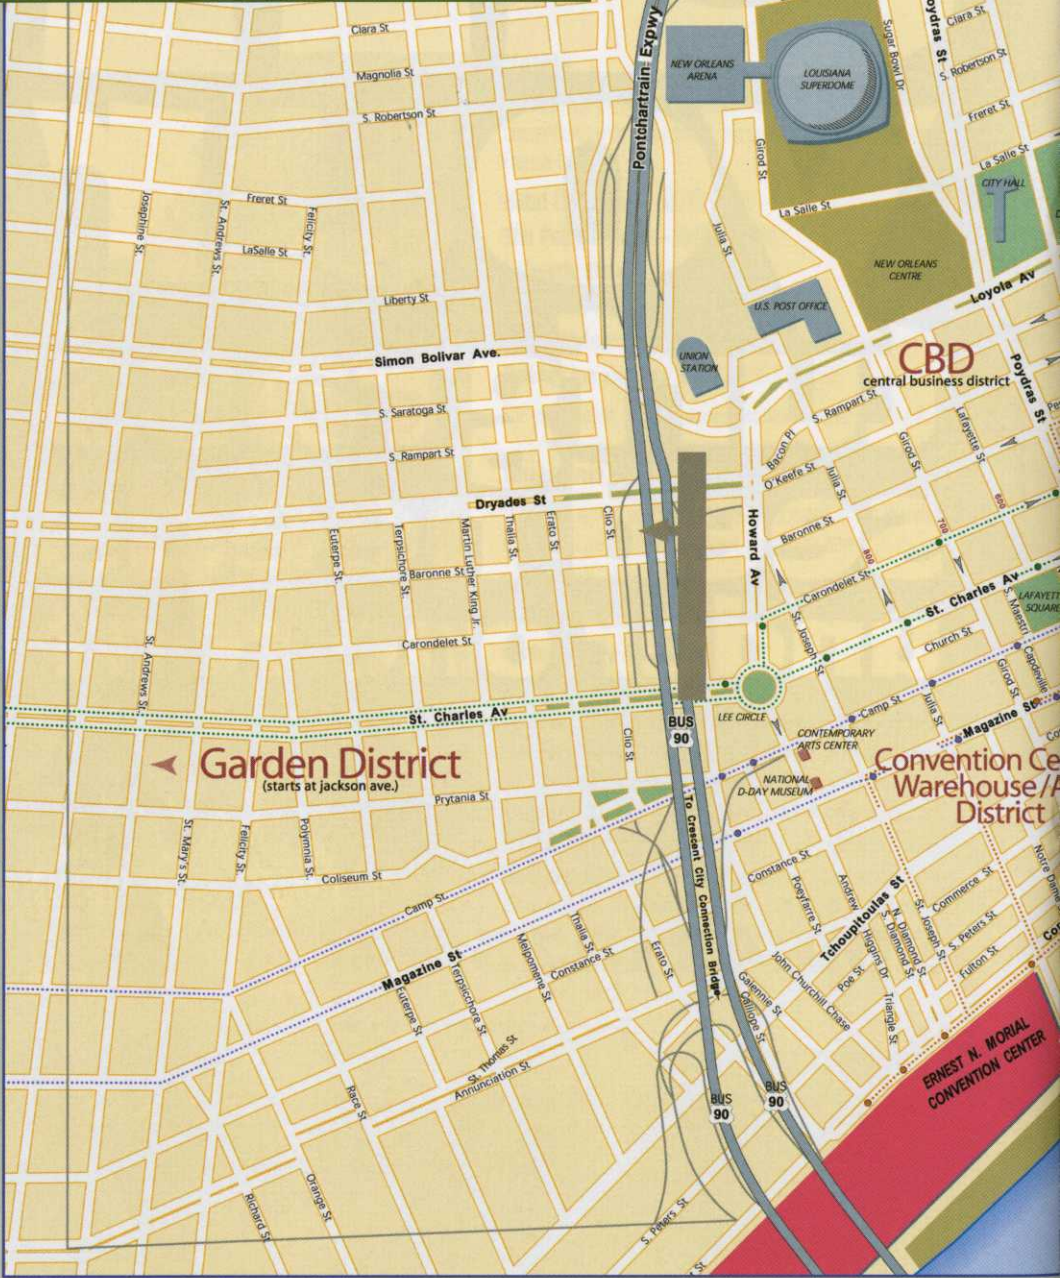 Clara St
Magnolia St
S. Robertson St
Pontchartrain Expwy
NEW ORLEANS
ARENA
LOUISIANA
SUPERDOME
Sugar Bowl Dr
oydras St
Clara St
S. Robertson St
Freret St
La Salle St
CITY HALL
Girod St
La Salle St
Josephine St.
Freret St
St. Andrews St.
Felicity St.
LaSalle St
Julia St
NEW ORLEANS
CENTRE
Loyola Av
Liberty St
U.S. POST OFFICE
Simon Bolivar Ave.
UNION
STATION
CBD
central business district
Poydras St
S. Saratoga St
S. Rampart St
S. Rampart St
Bacon Pl
O'Keefe St
Julia St
Girod St
Lafayette St
Dryades St
600
700
800
Euterpe St.
Terpsichore St.
Martin Luther King Jr.
Thalia St.
Erato St
Clio St
Howard Av
Baronne St
Baronne St
Carondelet St
St. Charles Av
LAFAYETT
SQUARE
S. Maestri
St. Andrews St
Carondelet St
St. Joseph St
Church St
Capdeville
Girod St
St. Charles Av
BUS
90
LEE CIRCLE
Camp St
Julia St
Magazine St
Clio St
CONTEMPORARY
ARTS CENTER
Garden District
(starts at jackson ave.)
NATIONAL
D-DAY MUSEUM
Convention Ce
Warehouse/A
District
Prytania St
To Crescent City Connection Bridge
St. Mary's St.
Felicity St.
Polymnia St.
Coliseum St
Constance St
Poeyfarre St
Andrew
Higgins Dr
Notre Dame
Camp St.
Tchoupitoulas St
Commerce St
St. Joseph St
N. Diamond St
S. Diamond St
S. Peters St
Fulton St
Magazine St
Thalia St
Constance St
Melpomene St
Erato St
Terpsicchore St
Euterpe St
Gaiennie St
Calliope St
John Churchill Chase
Poe St
Triangle St
St. Thomas St
Annunciation St
Race St
BUS
90
BUS
90
ERNEST N. MORIAL
CONVENTION CENTER
Richard St
Orange St
S. Peters St
St